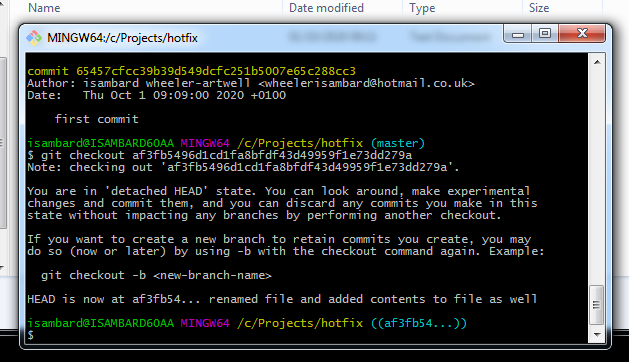 Name Date modified Type Size
MINGW64:/c/Projects/hotfix
commit 65457cfcc39b39d549dcfc251b5007e65c288cc3
Author: isambard wheeler-artwell <wheelerisambard@hotmail.co.uk>
Date:   Thu Oct 1 09:09:00 2020 +0100
first commit
isambard@ISAMBARD60AA MINGW64 /c/Projects/hotfix (master)
$ git checkout af3fb5496d1cd1fa8bfdf43d49959f1e73dd279a
Note: checking out 'af3fb5496d1cd1fa8bfdf43d49959f1e73dd279a'.
You are in 'detached HEAD' state. You can look around, make experimental
changes and commit them, and you can discard any commits you make in this
state without impacting any branches by performing another checkout.
If you want to create a new branch to retain commits you create, you may
do so (now or later) by using -b with the checkout command again. Example:
git checkout -b <new-branch-name>
HEAD is now at af3fb54... renamed file and added contents to file as well
isambard@ISAMBARD60AA MINGW64 /c/Projects/hotfix ((af3fb54...))
$